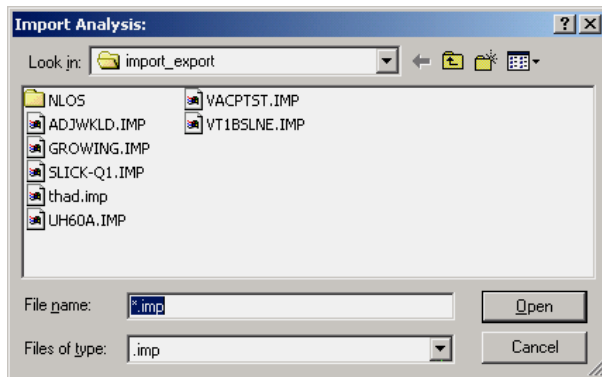 Import Analysis:
Look in: import_export
NLOS
ADJWKLD.IMP
GROWING.IMP
SLICK-Q1.IMP
thad.imp
UH60A.IMP
VACPTST.IMP
VT1BSLNE.IMP
File name: *.imp
Open
Files of type: .imp
Cancel